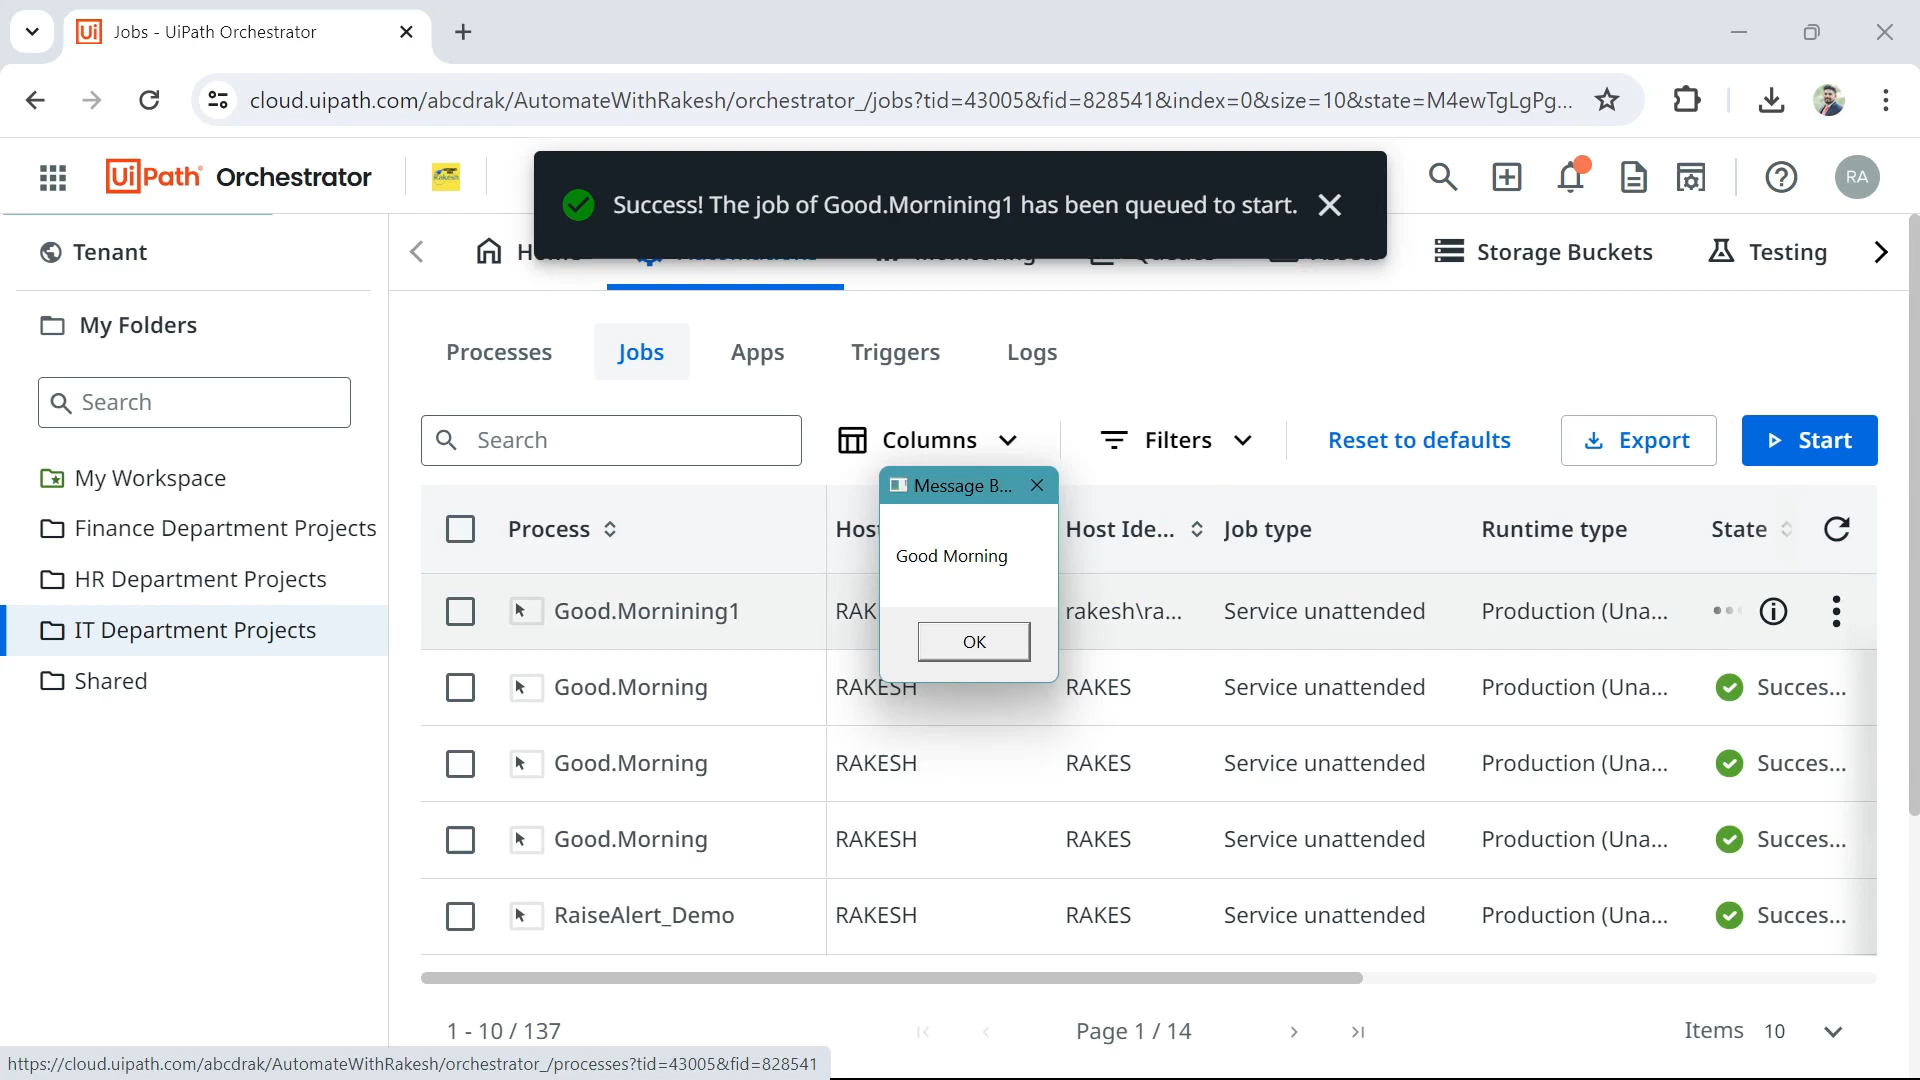 Jobs - UiPath Orchestrator
cloud.uipath.com/abcdrak/AutomateWithRakesh/orchestrator_/jobs?tid=43005&fid=828541&index=0&size=10&state=M4ewTgLgPg...
UiPath Orchestrator
Success! The job of Good.Mornining1 has been queued to start.
RA
Tenant
Storage Buckets
Testing
My Folders
Processes
Jobs
Apps
Triggers
Logs
Search
Search
Columns
Filters
Reset to defaults
Export
Start
My Workspace
Finance Department Projects
HR Department Projects
IT Department Projects
Shared
Message B...
Good Morning
OK
Process
Host Ide...
Job type
Runtime type
State
Good.Mornining1
rakesh\ra...
Service unattended
Production (Una...
Good.Morning
RAKESH
RAKES
Service unattended
Production (Una...
Succes...
Good.Morning
RAKESH
RAKES
Service unattended
Production (Una...
Succes...
Good.Morning
RAKESH
RAKES
Service unattended
Production (Una...
Succes...
RaiseAlert_Demo
RAKESH
RAKES
Service unattended
Production (Una...
Succes...
1 - 10 / 137
Page 1 / 14
Items 10
https://cloud.uipath.com/abcdrak/AutomateWithRakesh/orchestrator_/processes?tid=43005&fid=828541